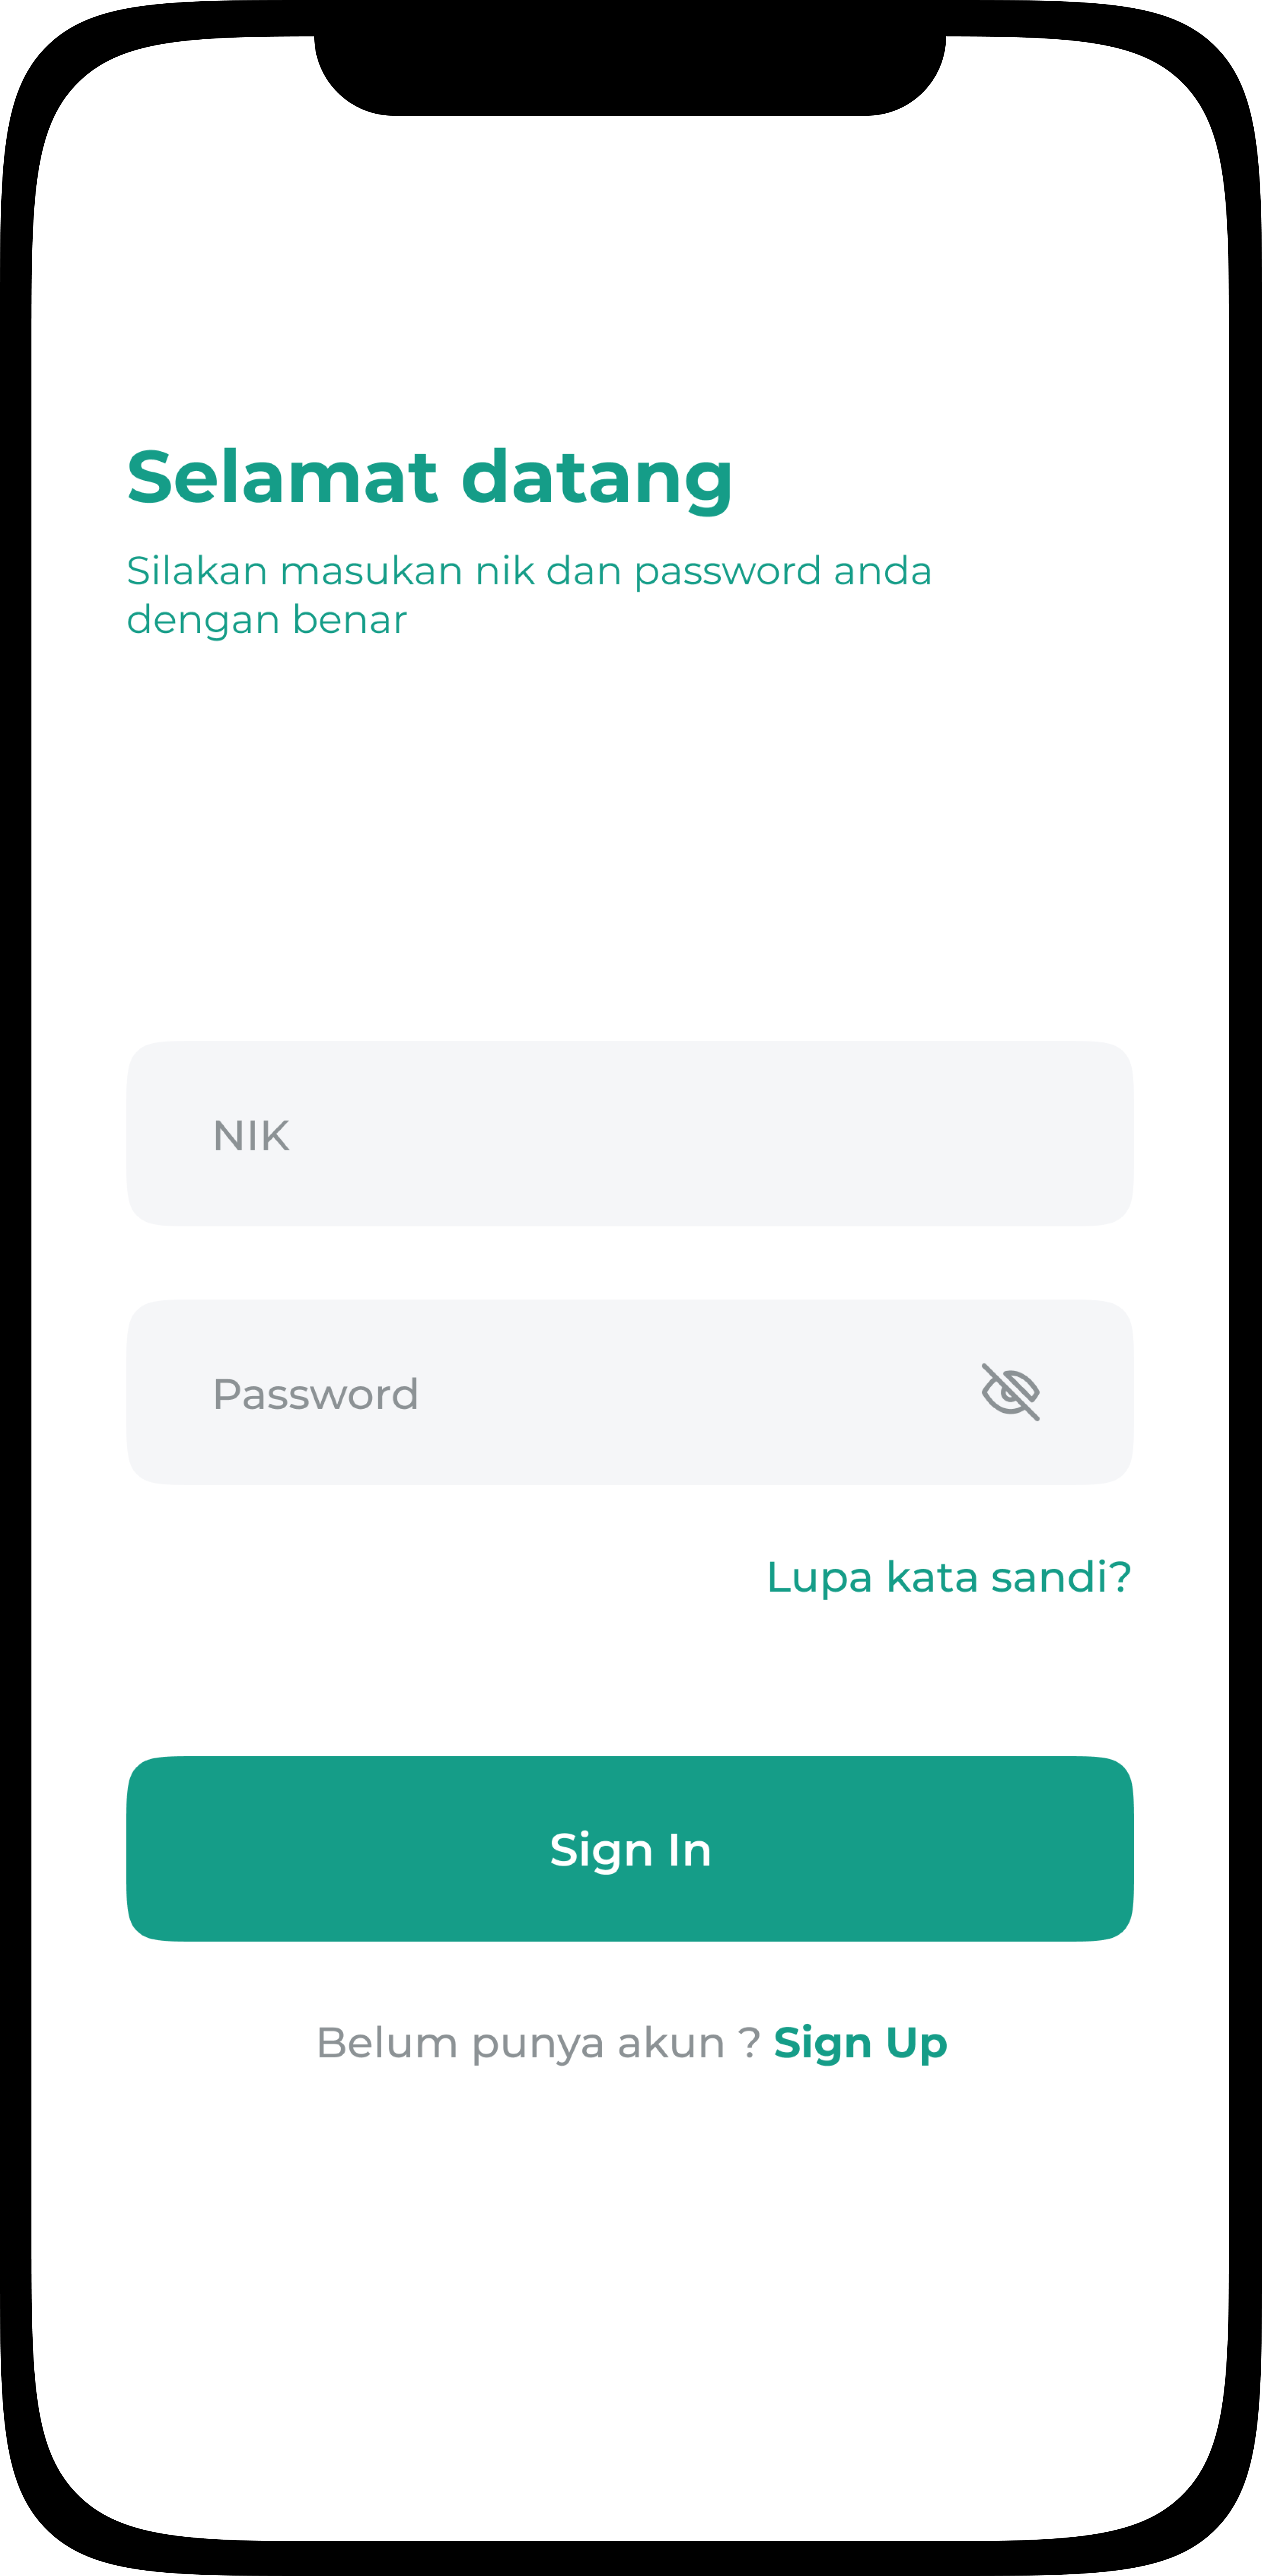 Selamat datang
Silakan masukan nik dan password anda
dengan benar
NIK
Password
Lupa kata sandi?
Sign In
Belum punya akun ? Sign Up